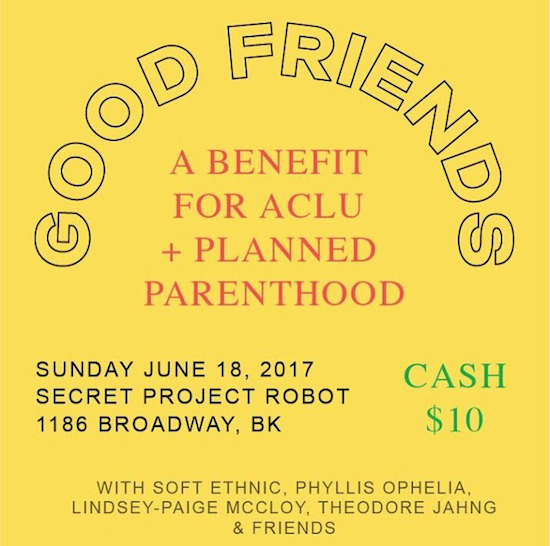 GOOD FRIENDS
A BENEFIT
FOR ACLU
+ PLANNED
PARENTHOOD
SUNDAY JUNE 18, 2017
SECRET PROJECT ROBOT
1186 BROADWAY, BK
CASH
$10
WITH SOFT ETHNIC, PHYLLIS OPHELIA,
LINDSEY-PAIGE MCCLOY, THEODORE JAHNG
& FRIENDS